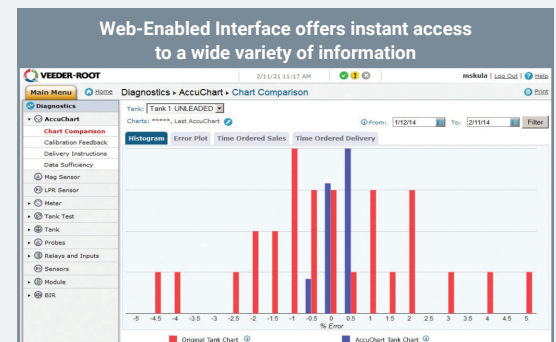 Web-Enabled Interface offers instant access
to a wide variety of information
VEEDER-ROOT
2/11/21 11:17 AM
mskula | Log Out | Help
Main Menu
Home
Diagnostics ▸ AccuChart ▸ Chart Comparison
Print
Diagnostics
AccuChart
Chart Comparison
Calibration Feedback
Delivery Instructions
Data Sufficiency
Mag Sensor
LPR Sensor
Meter
Tank Test
Tank
Probes
Relays and Inputs
Sensors
Module
BIR
Tank: Tank 1: UNLEADED
Charts: *****, Last AccuChart
From: 1/12/14 To: 2/11/14 Filter
Histogram Error Plot Time Ordered Sales Time Ordered Delivery
-5 -4.5 -4 -3.5 -3 -2.5 -2 -1.5 -1 -0.5 0 0.5 1 1.5 2 2.5 3 3.5 4 4.5 5
% Error
Original Tank Chart AccuChart Tank Chart